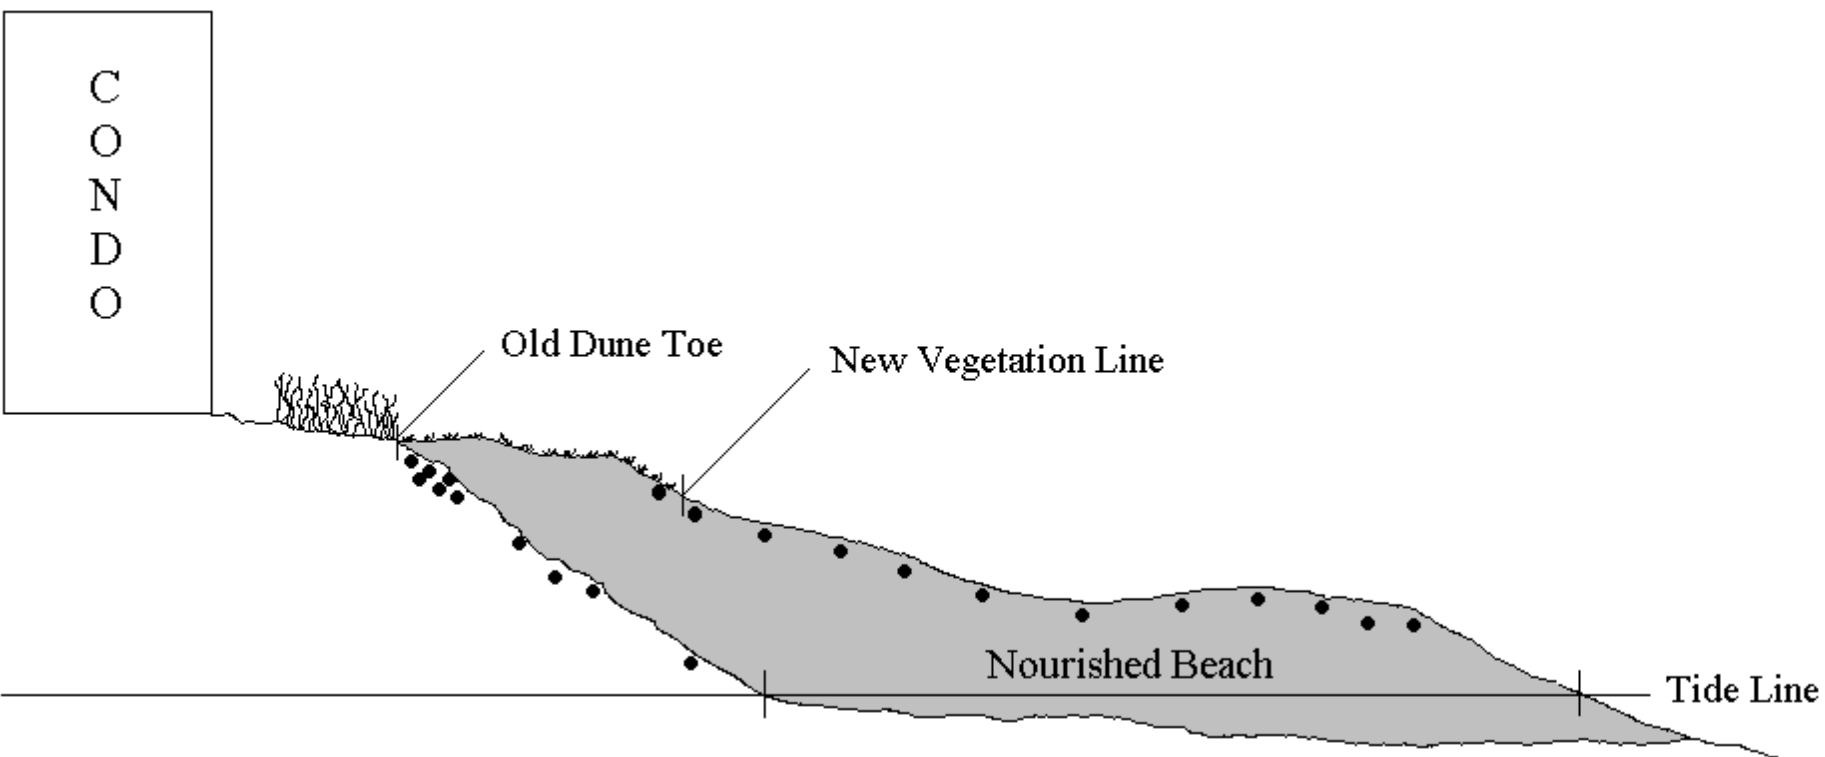 C
O
N
D
O
Old Dune Toe
New Vegetation Line
Nourished Beach
Tide Line